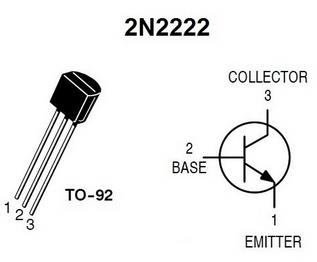 2N2222
COLLECTOR
3
2
BASE
TO-92
1
2
3
1
EMITTER